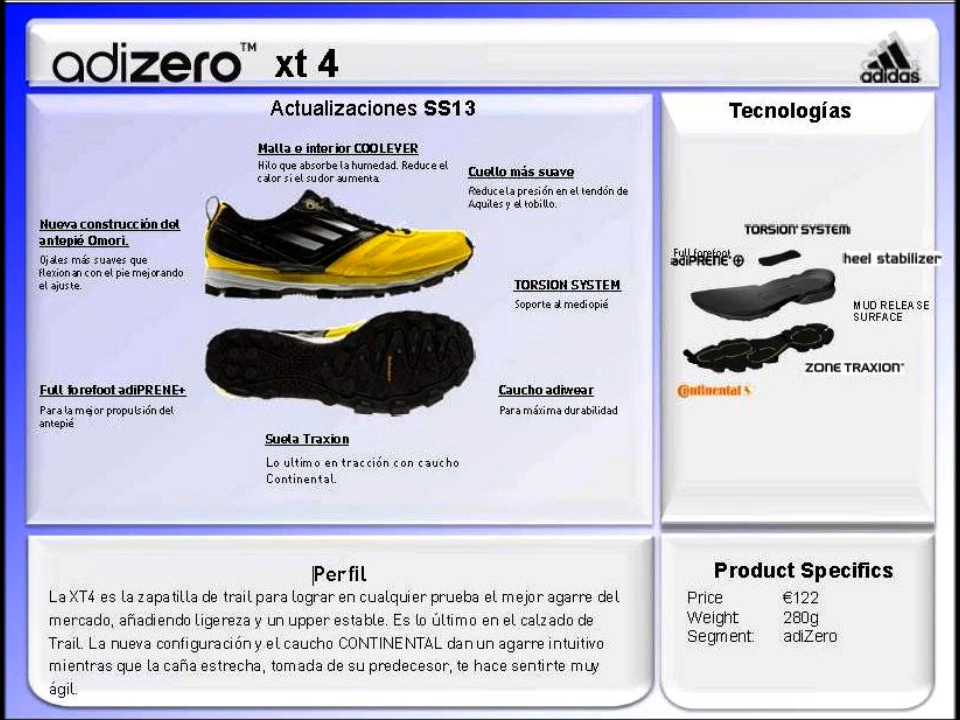 adizero™ xt 4
adidas
Actualizaciones SS13
Malla e interior COOLEVER
Hilo que absorbe la humedad. Reduce el
calor si el sudor aumenta.
Cuello más suave
Reduce la presión en el tendón de
Aquiles y el tobillo.
Nueva construcción del
antepié Omori.
Ojales más suaves que
flexionan con el pie mejorando
el ajuste.
TORSION SYSTEM
Soporte al mediopié
Full forefoot adiPRENE+
Para la mejor propulsión del
antepié
Caucho adiwear
Para máxima durabilidad
Suela Traxion
Lo ultimo en tracción con caucho
Continental.
Tecnologías
TORSION SYSTEM
Full forefoot
adiPRENE +
heel stabilizer
MUD RELEASE
SURFACE
ZONE TRAXION
Continental
Perfil
La XT4 es la zapatilla de trail para lograr en cualquier prueba el mejor agarre del
mercado, añadiendo ligereza y un upper estable. Es lo último en el calzado de
Trail. La nueva configuración y el caucho CONTINENTAL dan un agarre intuitivo
mientras que la caña estrecha, tomada de su predecesor, te hace sentirte muy
ágil.
Product Specifics
Price €122
Weight 280g
Segment: adiZero